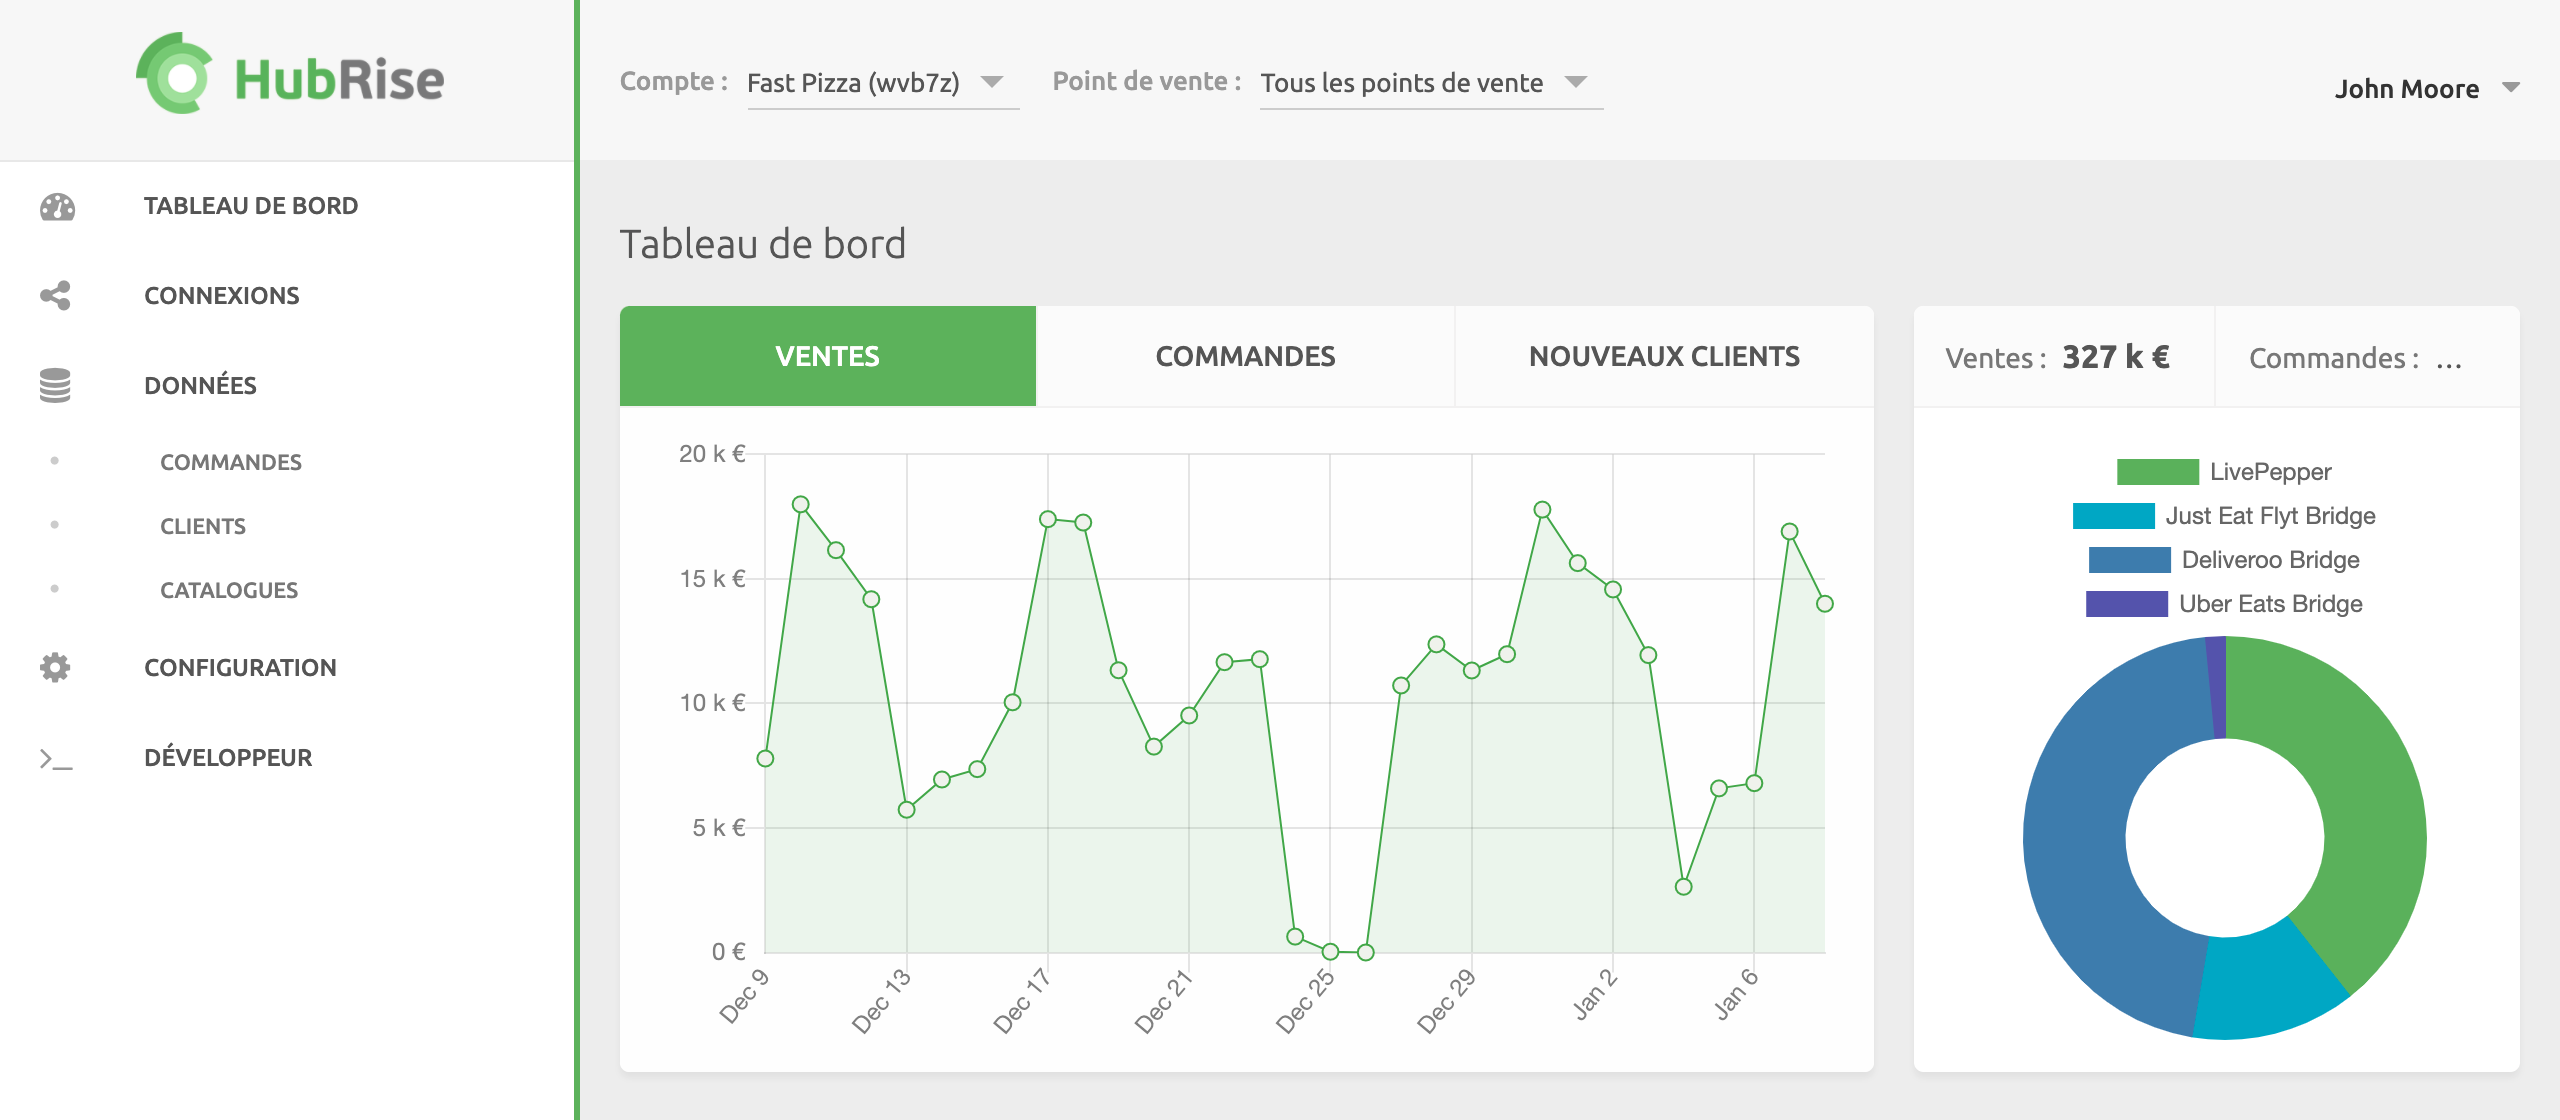 HubRise
Compte : Fast Pizza (wvb7z) Point de vente : Tous les points de vente
John Moore
TABLEAU DE BORD
CONNEXIONS
DONNÉES
COMMANDES
CLIENTS
CATALOGUES
CONFIGURATION
DÉVELOPPEUR
Tableau de bord
VENTES COMMANDES NOUVEAUX CLIENTS
20 k €
15 k €
10 k €
5 k €
0 €
Dec 9 Dec 13 Dec 17 Dec 21 Dec 25 Dec 29 Jan 2 Jan 6
Ventes : 327 k € Commandes : ...
LivePepper
Just Eat Flyt Bridge
Deliveroo Bridge
Uber Eats Bridge